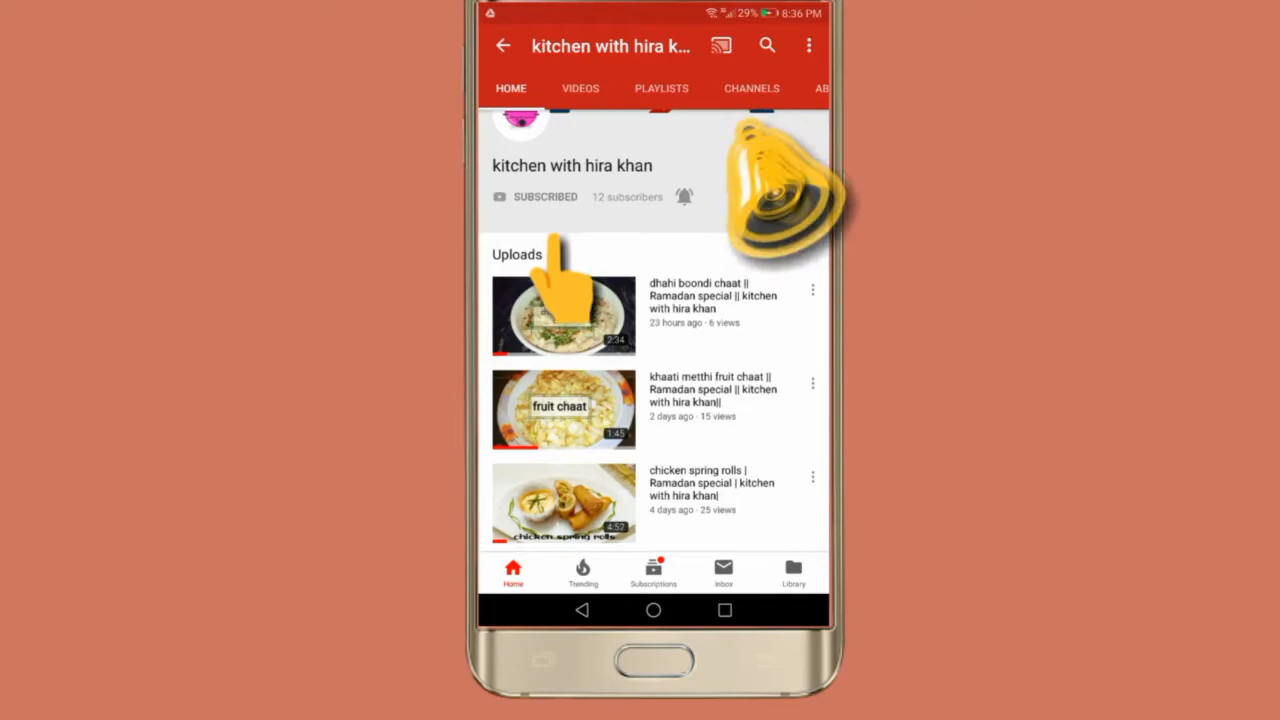 29% 8:36 PM
kitchen with hira k...
HOME VIDEOS PLAYLISTS CHANNELS AB
kitchen with hira khan
SUBSCRIBED 12 subscribers
Uploads
dhahi boondi chaat ||
Ramadan special || kitchen
with hira khan
23 hours ago · 6 views
2:34
khaati metthi fruit chaat ||
Ramadan special || kitchen
with hira khan||
2 days ago · 15 views
fruit chaat
1:45
chicken spring rolls |
Ramadan special | kitchen
with hira khan|
4 days ago · 25 views
4:52
chicken spring rolls
Home Trending Subscriptions Inbox Library